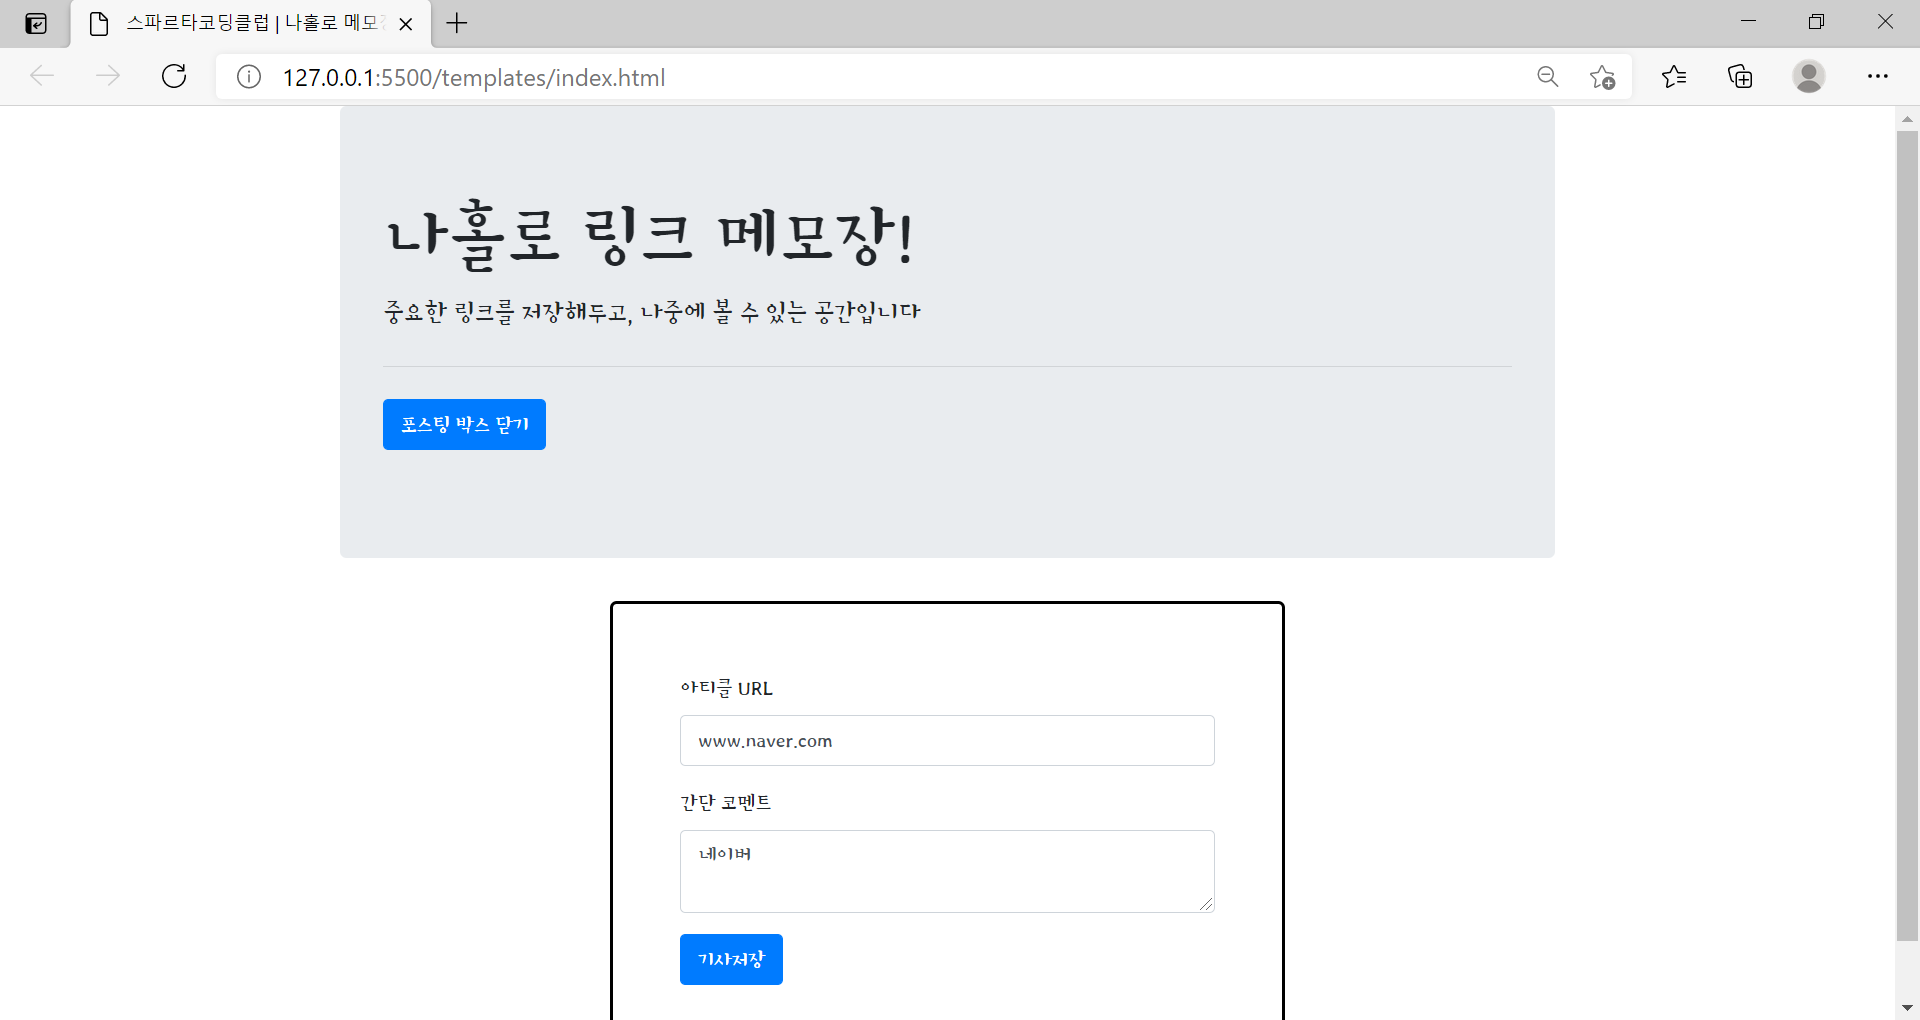 스파르타코딩클럽 | 나홀로 메모장
127.0.0.1:5500/templates/index.html
나홀로 링크 메모장!
중요한 링크를 저장해두고, 나중에 볼 수 있는 공간입니다
포스팅 박스 닫기
아티클 URL
www.naver.com
간단 코멘트
네이버
기사저장